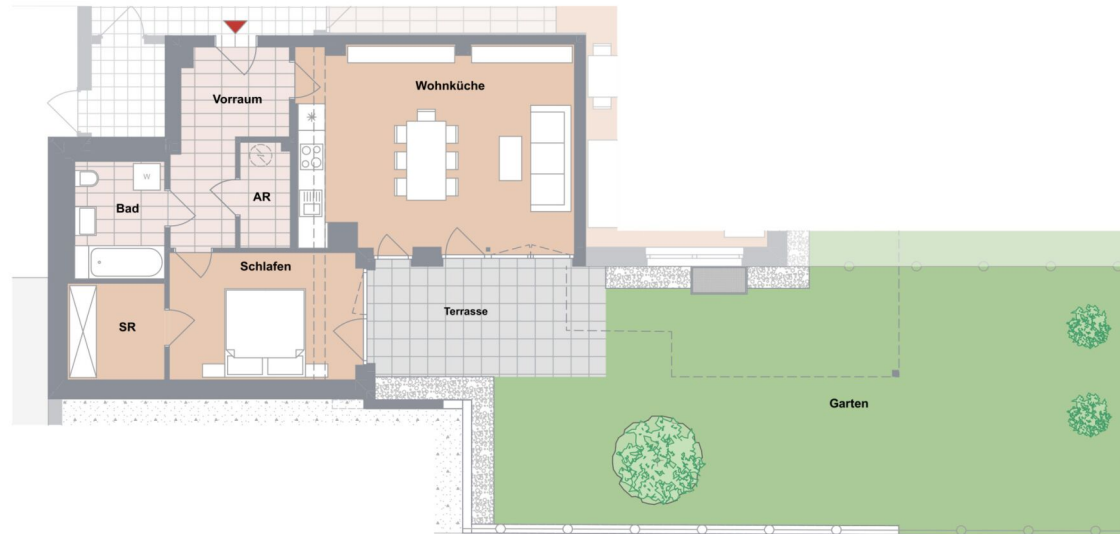 Wohnküche
Vorraum
AR
W
Bad
Schlafen
SR
Terrasse
Garten